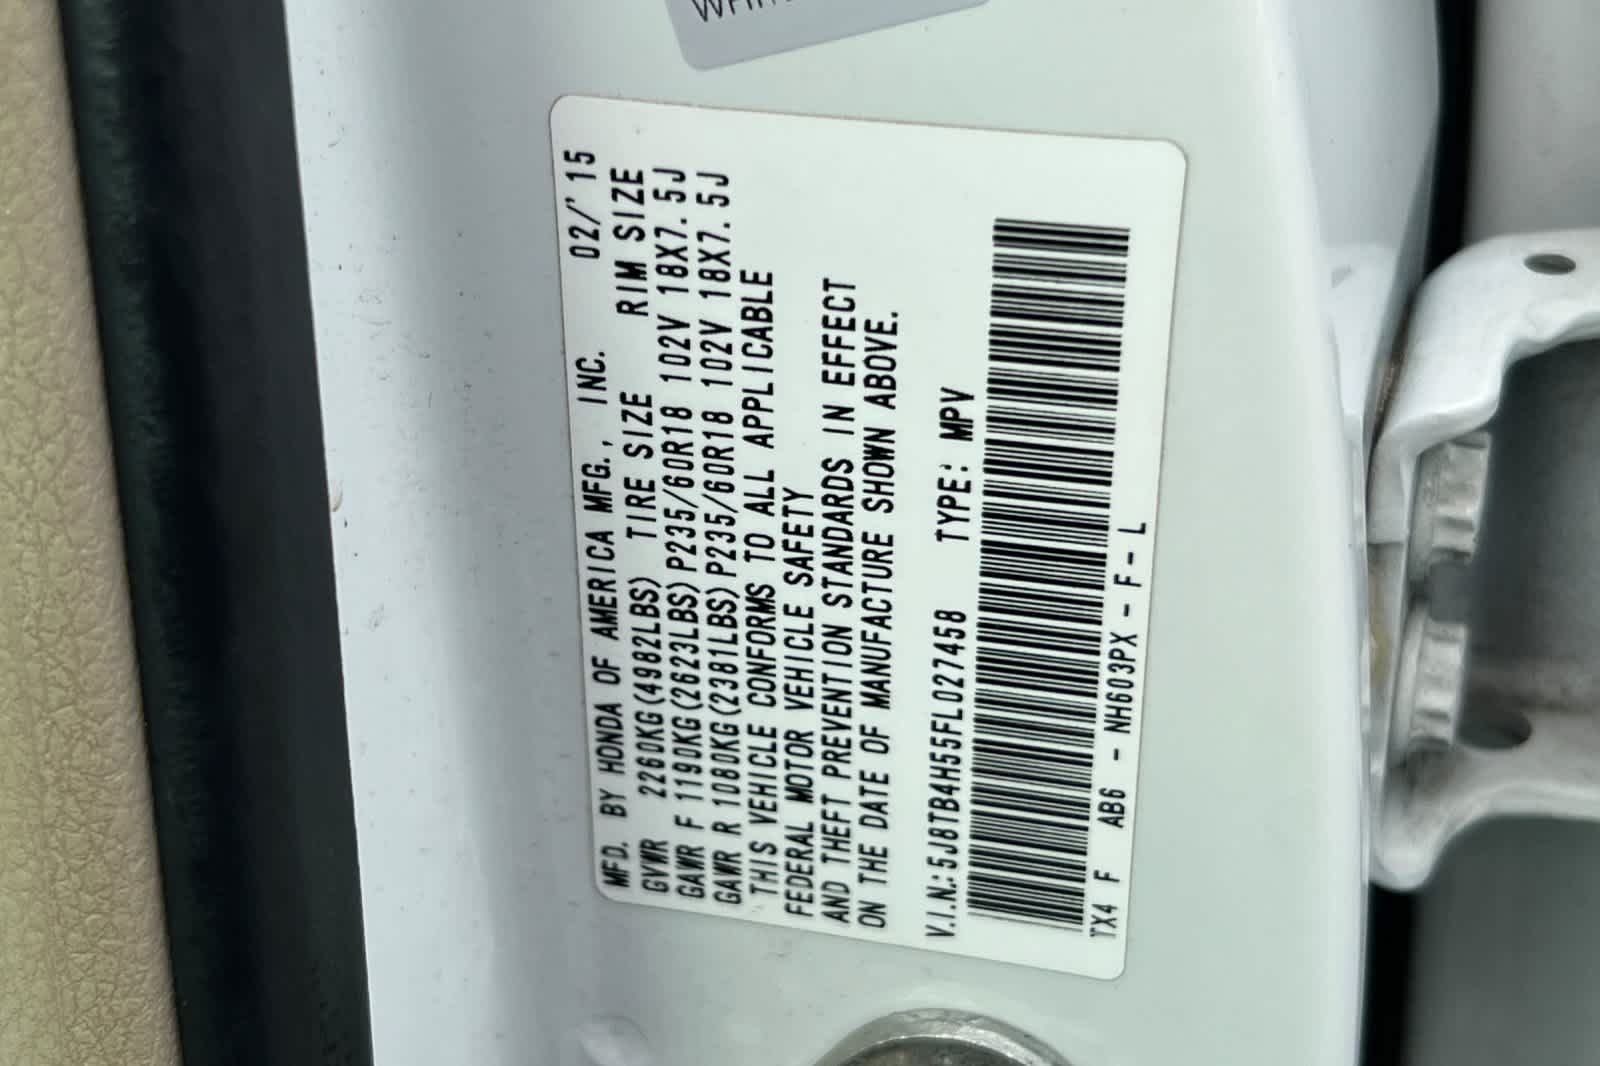 MFD. BY HONDA OF AMERICA MFG., INC. 02/'15
GVWR 2260KG(4982LBS) TIRE SIZE RIM SIZE
GAWR F 1190KG(2623LBS)P235/60R18 102V 18X7.5J
GAWR R 1080KG(2381LBS)P235/60R18 102V 18X7.5J
THIS VEHICLE CONFORMS TO ALL APPLICABLE
FEDERAL MOTOR VEHICLE SAFETY
AND THEFT PREVENTION STANDARDS IN EFFECT
ON THE DATE OF MANUFACTURE SHOWN ABOVE.
V.I.N.:5J8TB4H55FL027458 TYPE: MPV
TX4 F AB6 - NH603PX - F - L